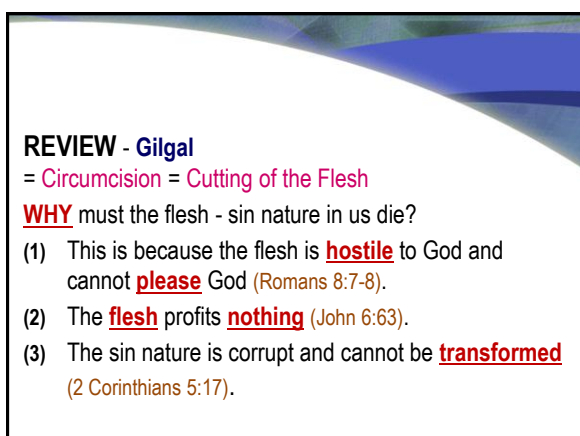 REVIEW - Gilgal
= Circumcision = Cutting of the Flesh
WHY must the flesh - sin nature in us die?
(1) This is because the flesh is hostile to God and
cannot please God (Romans 8:7-8).
(2) The flesh profits nothing (John 6:63).
(3) The sin nature is corrupt and cannot be transformed
(2 Corinthians 5:17).